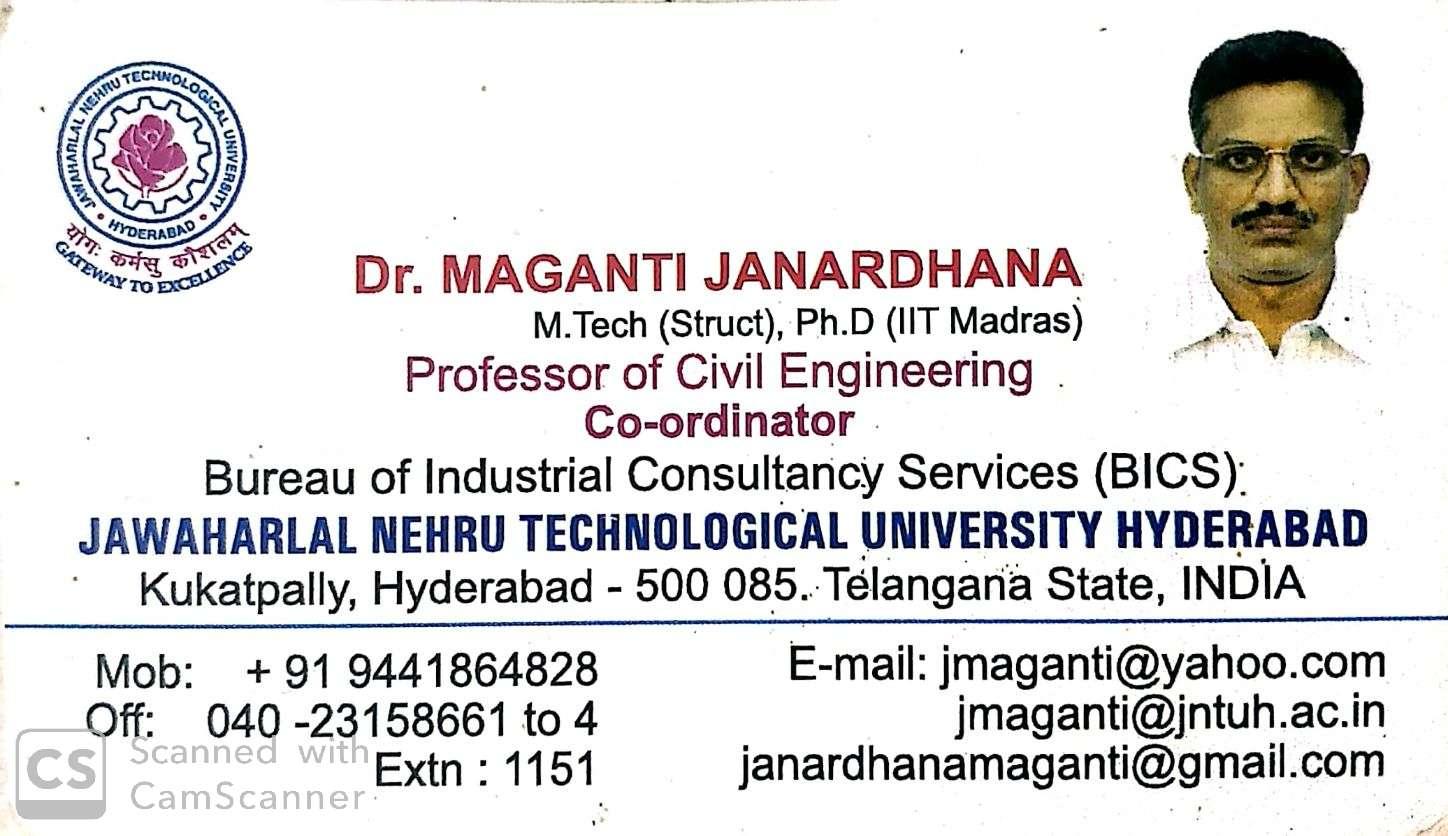 JAWAHARLAL NEHRU TECHNOLOGICAL UNIVERSITY
HYDERABAD
योगः कर्मसु कौशलम्
GATEWAY TO EXCELLENCE
Dr. MAGANTI JANARDHANA
M.Tech (Struct), Ph.D (IIT Madras)
Professor of Civil Engineering
Co-ordinator
Bureau of Industrial Consultancy Services (BICS)
JAWAHARLAL NEHRU TECHNOLOGICAL UNIVERSITY HYDERABAD
Kukatpally, Hyderabad - 500 085. Telangana State, INDIA
Mob: + 91 9441864828
Off: 040 -23158661 to 4
Extn : 1151
E-mail: jmaganti@yahoo.com
jmaganti@jntuh.ac.in
janardhanamaganti@gmail.com
CS Scanned with
CamScanner